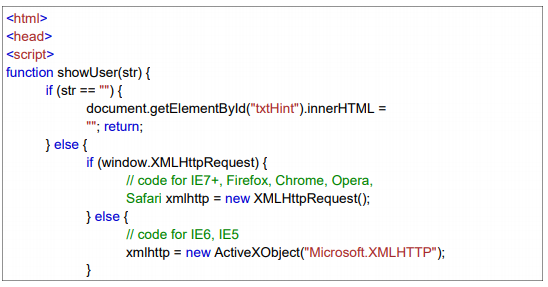 <html>
<head>
<script>
function showUser(str) {
if (str == "") {
document.getElementById("txtHint").innerHTML =
""; return;
} else {
if (window.XMLHttpRequest) {
// code for IE7+, Firefox, Chrome, Opera,
Safari xmlhttp = new XMLHttpRequest();
} else {
// code for IE6, IE5
xmlhttp = new ActiveXObject("Microsoft.XMLHTTP");
}